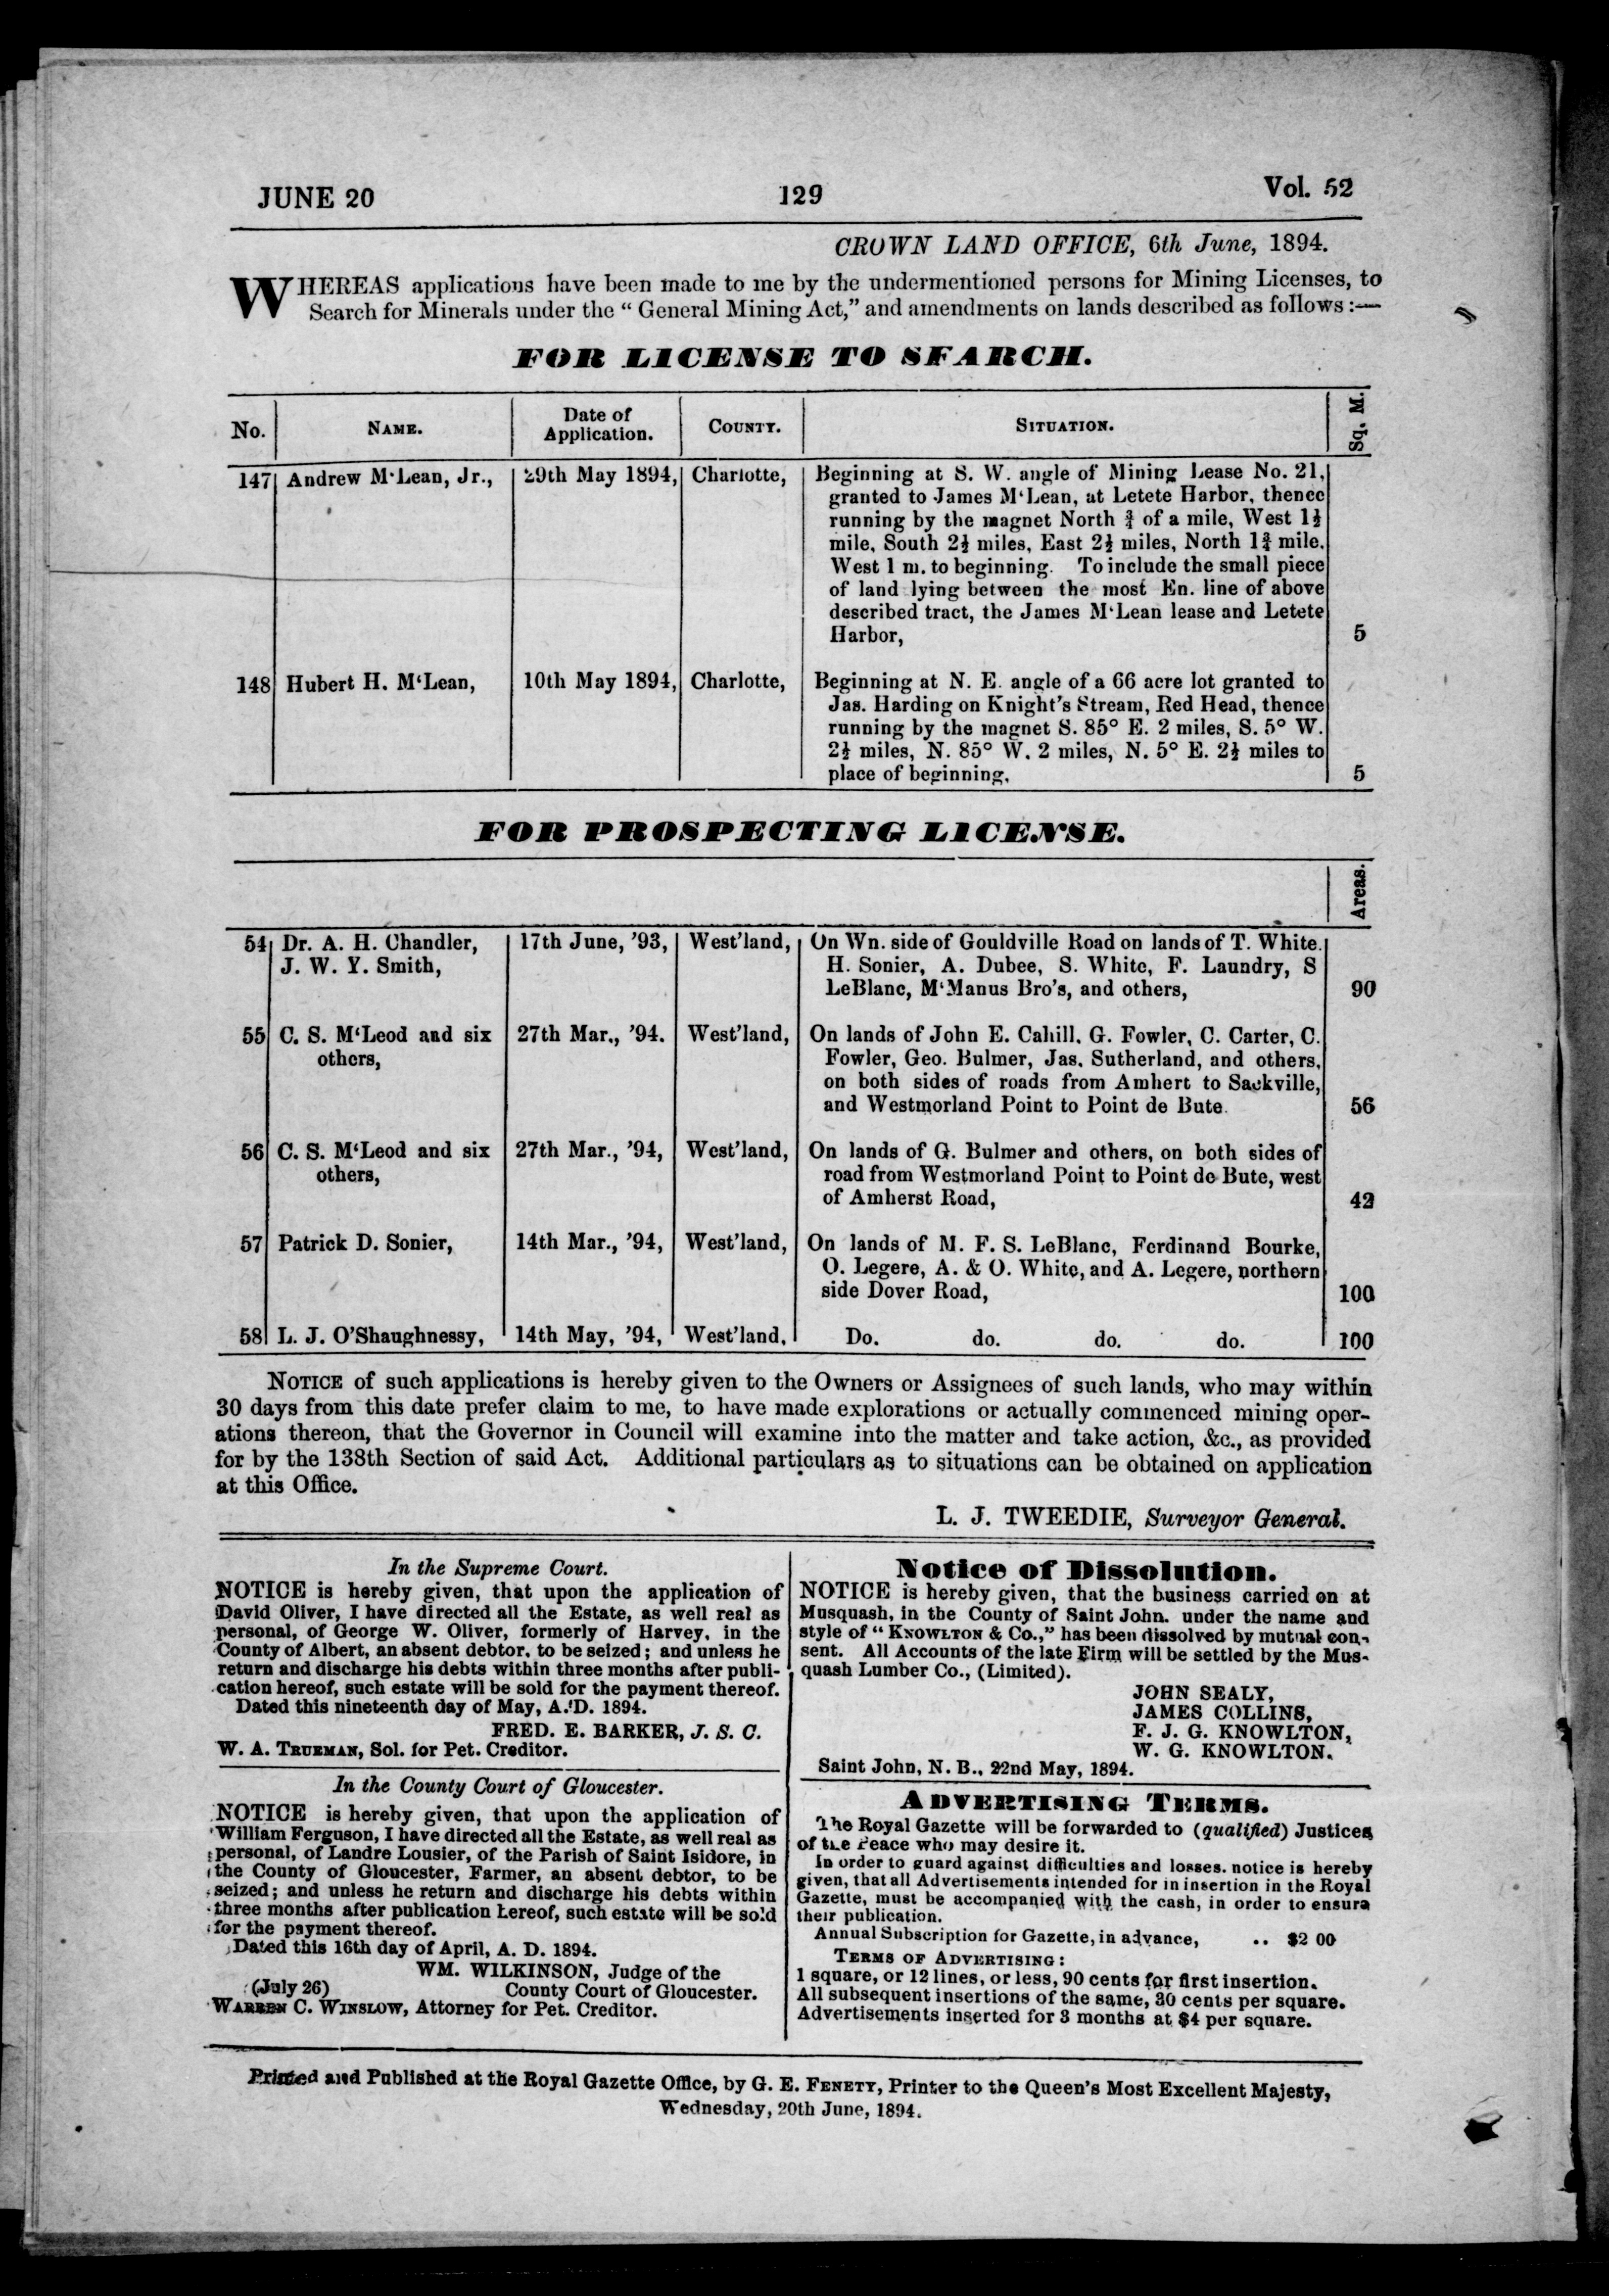 JUNE 20 129 Vol. 52
CROWN LAND OFFICE, 6th June, 1894.
WHEREAS applications have been made to me by the undermentioned persons for Mining Licenses, to
Search for Minerals under the “ General Mining Act,” and amendments on lands described as follows :—
FOR LICENSE TO SFARCH.
No. NAME. Date of Application. COUNTY. SITUATION. Sq. M.
147 Andrew M‘Lean, Jr., 29th May 1894, Charlotte, Beginning at S. W. angle of Mining Lease No. 21,
granted to James M‘Lean, at Letete Harbor, thence
running by the magnet North ¾ of a mile, West 1½
mile, South 2½ miles, East 2½ miles, North 1¾ mile.
West 1 m. to beginning. To include the small piece
of land lying between the most En. line of above
described tract, the James M‘Lean lease and Letete
Harbor, 5
148 Hubert H. M‘Lean, 10th May 1894, Charlotte, Beginning at N. E. angle of a 66 acre lot granted to
Jas. Harding on Knight's Stream, Red Head, thence
running by the magnet S. 85° E. 2 miles, S. 5° W.
2½ miles, N. 85° W. 2 miles, N. 5° E. 2½ miles to
place of beginning. 5
FOR PROSPECTING LICENSE.
Areas.
54 Dr. A. H. Chandler, 17th June, ’93, West’land, On Wn. side of Gouldville Road on lands of T. White.
J. W. Y. Smith, H. Sonier, A. Dubee, S. White, F. Laundry, S
LeBlanc, M‘Manus Bro’s, and others, 90
55 C. S. M‘Leod and six 27th Mar., ’94. West’land, On lands of John E. Cahill, G. Fowler, C. Carter, C.
others, Fowler, Geo. Bulmer, Jas. Sutherland, and others,
on both sides of roads from Amhert to Sackville,
and Westmorland Point to Point de Bute. 56
56 C. S. M‘Leod and six 27th Mar., ’94, West’land, On lands of G. Bulmer and others, on both sides of
others, road from Westmorland Point to Point de Bute, west
of Amherst Road, 42
57 Patrick D. Sonier, 14th Mar., ’94, West’land, On lands of M. F. S. LeBlanc, Ferdinand Bourke,
O. Legere, A. & O. White, and A. Legere, northern
side Dover Road, 100
58 L. J. O’Shaughnessy, 14th May, ’94, West’land. Do. do. do. do. 100
NOTICE of such applications is hereby given to the Owners or Assignees of such lands, who may within
30 days from this date prefer claim to me, to have made explorations or actually commenced mining oper-
ations thereon, that the Governor in Council will examine into the matter and take action, &c., as provided
for by the 138th Section of said Act. Additional particulars as to situations can be obtained on application
at this Office.
L. J. TWEEDIE, Surveyor General.
In the Supreme Court.
NOTICE is hereby given, that upon the application of
David Oliver, I have directed all the Estate, as well real as
personal, of George W. Oliver, formerly of Harvey, in the
County of Albert, an absent debtor, to be seized; and unless he
return and discharge his debts within three months after publi-
cation hereof, such estate will be sold for the payment thereof.
Dated this nineteenth day of May, A. D. 1894.
FRED. E. BARKER, J. S. C.
W. A. TRUEMAN, Sol. for Pet. Creditor.
In the County Court of Gloucester.
NOTICE is hereby given, that upon the application of
William Ferguson, I have directed all the Estate, as well real as
personal, of Landre Lousier, of the Parish of Saint Isidore, in
the County of Gloucester, Farmer, an absent debtor, to be
seized; and unless he return and discharge his debts within
three months after publication hereof, such estate will be sold
for the payment thereof.
Dated this 16th day of April, A. D. 1894.
WM. WILKINSON, Judge of the
(July 26) County Court of Gloucester.
WARREN C. WINSLOW, Attorney for Pet. Creditor.
Notice of Dissolution.
NOTICE is hereby given, that the business carried on at
Musquash, in the County of Saint John. under the name and
style of “ KNOWLTON & Co.,” has been dissolved by mutual con-
sent. All Accounts of the late Firm will be settled by the Mus-
quash Lumber Co., (Limited).
JOHN SEALY,
JAMES COLLINS,
F. J. G. KNOWLTON,
W. G. KNOWLTON.
Saint John, N. B., 22nd May, 1894.
ADVERTISING TERMS.
The Royal Gazette will be forwarded to (qualified) Justices
of the Peace who may desire it.
In order to guard against difficulties and losses. notice is hereby
given, that all Advertisements intended for in insertion in the Royal
Gazette, must be accompanied with the cash, in order to ensure
their publication.
Annual Subscription for Gazette, in advance, .. $2 00
TERMS OF ADVERTISING :
1 square, or 12 lines, or less, 90 cents for first insertion.
All subsequent insertions of the same, 30 cents per square.
Advertisements inserted for 3 months at $4 per square.
Printed and Published at the Royal Gazette Office, by G. E. FENETY, Printer to the Queen's Most Excellent Majesty,
Wednesday, 20th June, 1894.